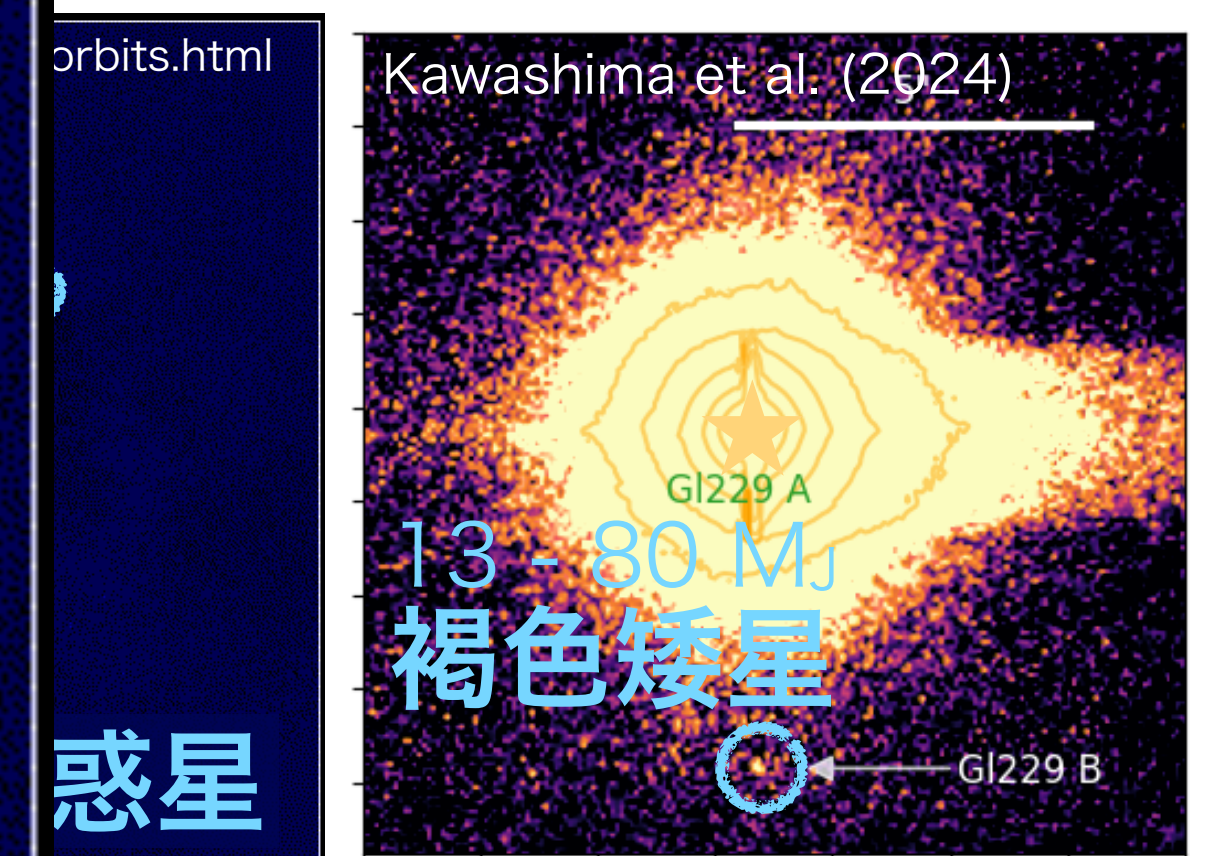 orbits.html
惑星
Kawashima et al. (2024)
Gl229 A
13 - 80 MJ
褐色矮星
Gl229 B